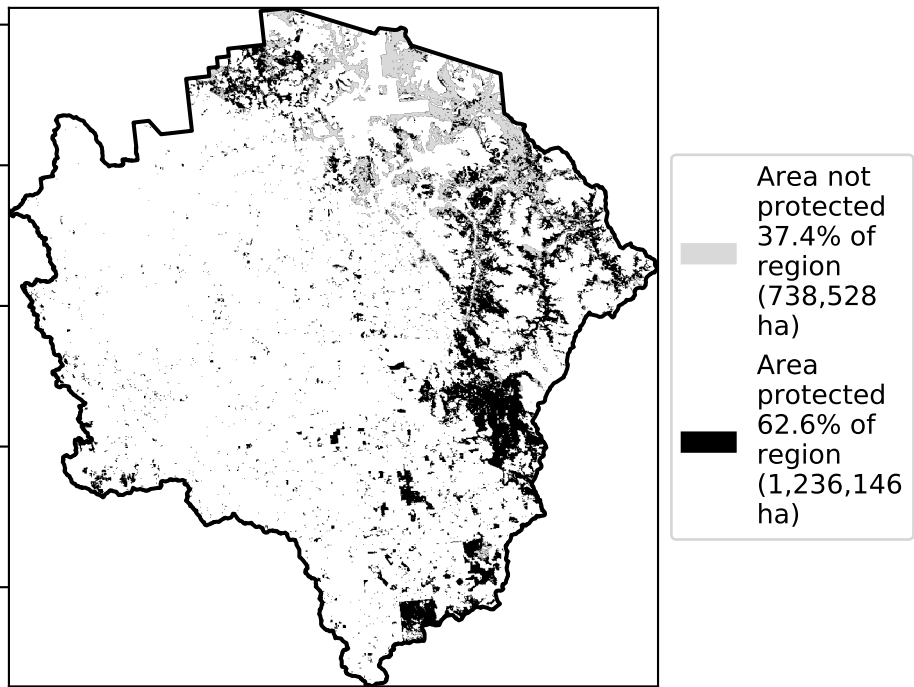 Area not
protected
37.4% of
region
(738,528
ha)
Area
protected
62.6% of
region
(1,236,146
ha)